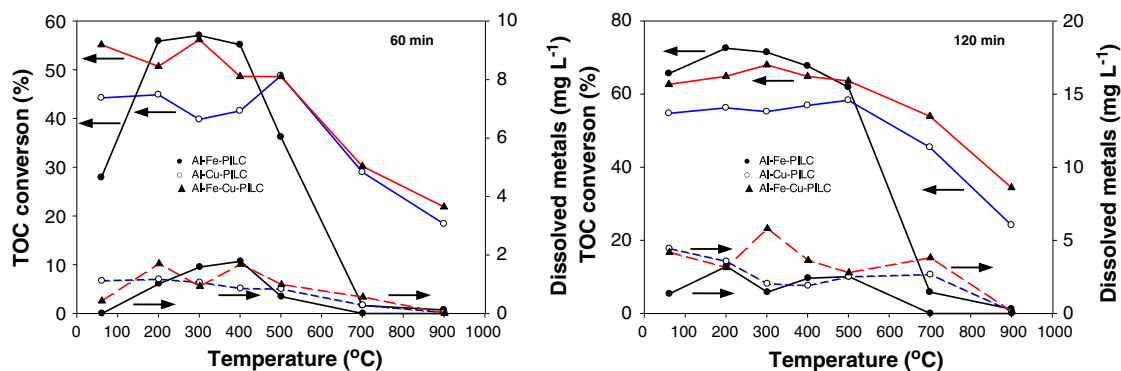 60 min
TOC converson (%)
60
50
40
30
20
10
0
Al-Fe-PILC
Al-Cu-PILC
Al-Fe-Cu-PILC
10
8
6
4
2
0
Dissolved metals (mg L-1)
0 100 200 300 400 500 600 700 800 900 1000
Temperature (oC)
120 min
TOC converson (%)
80
60
40
20
0
Al-Fe-PILC
Al-Cu-PILC
Al-Fe-Cu-PILC
20
15
10
5
0
Dissolved metals (mg L-1)
0 100 200 300 400 500 600 700 800 900 1000
Temperature (oC)